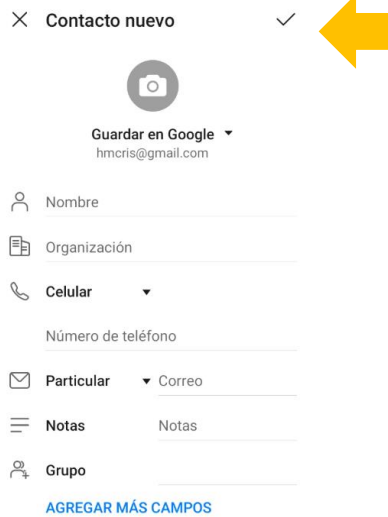 Contacto nuevo
Guardar en Google
hmcris@gmail.com
Nombre
Organización
Celular
Número de teléfono
Particular Correo
Notas Notas
Grupo
AGREGAR MÁS CAMPOS